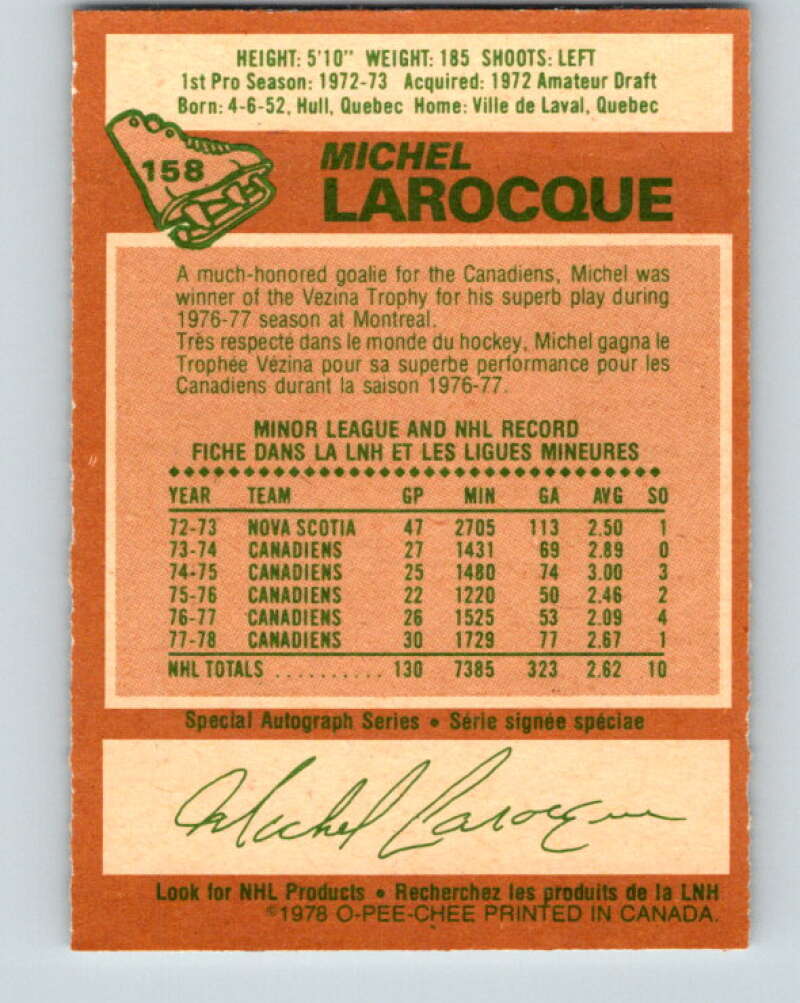 HEIGHT: 5'10" WEIGHT: 185 SHOOTS: LEFT
1st Pro Season: 1972-73 Acquired: 1972 Amateur Draft
Born: 4-6-52, Hull, Quebec Home: Ville de Laval, Quebec
158
MICHEL
LAROCQUE
A much-honored goalie for the Canadiens, Michel was
winner of the Vezina Trophy for his superb play during
1976-77 season at Montreal.
Très respecté dans le monde du hockey, Michel gagna le
Trophée Vézina pour sa superbe performance pour les
Canadiens durant la saison 1976-77.
MINOR LEAGUE AND NHL RECORD
FICHE DANS LA LNH ET LES LIGUES MINEURES
YEAR TEAM GP MIN GA AVG SO
72-73 NOVA SCOTIA 47 2705 113 2.50 1
73-74 CANADIENS 27 1431 69 2.89 0
74-75 CANADIENS 25 1480 74 3.00 3
75-76 CANADIENS 22 1220 50 2.46 2
76-77 CANADIENS 26 1525 53 2.09 4
77-78 CANADIENS 30 1729 77 2.67 1
NHL TOTALS .......... 130 7385 323 2.62 10
Special Autograph Series • Série signée spéciae
Michel Larocque
Look for NHL Products • Recherchez les produits de la LNH
©1978 O-PEE-CHEE PRINTED IN CANADA.